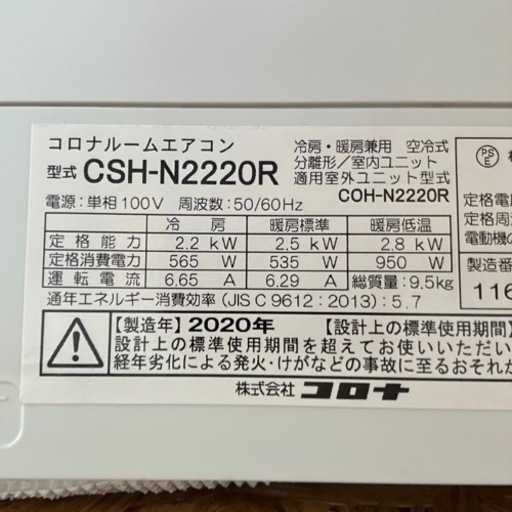 コロナルームエアコン
型式 CSH-N2220R
冷房・暖房兼用 空冷式
分離形/室内ユニット
適用室外ユニット型式
COH-N2220R
電源:単相100V 周波数:50/60Hz
冷房 暖房標準 暖房低温
定格能力 2.2 kW 2.5 kW 2.8 kW
定格消費電力 565 W 535 W 950 W
運転電流 6.65 A 6.29 A 総質量:9.5kg
通年エネルギー消費効率 (JIS C 9612:2013):5.7
【製造年】2020年 【設計上の標準使用期間】
設計上の標準使用期間を超えてお使いいただい
経年劣化による発火・けがなどの事故に至るおそれが
株式会社 コロナ
PS
E
定格電
定格周
電動機の
製造番
116